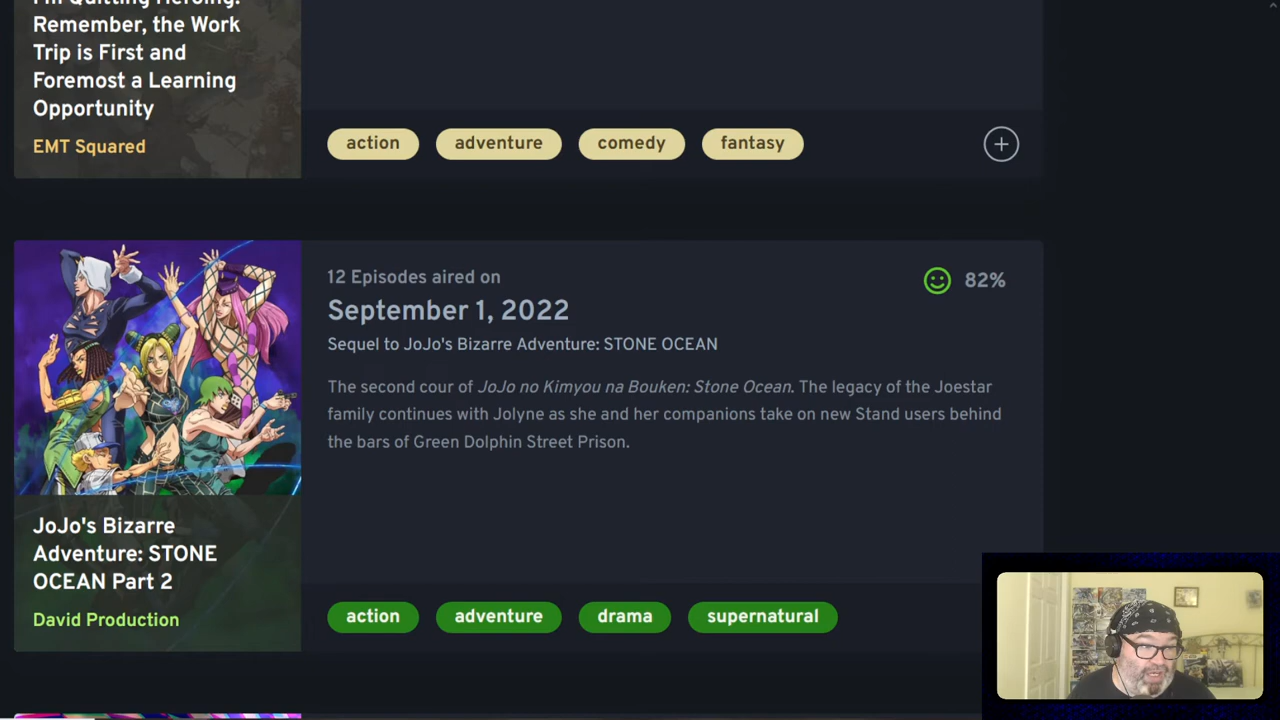 I'm Quitting Heroing:
Remember, the Work
Trip is First and
Foremost a Learning
Opportunity
EMT Squared
action
adventure
comedy
fantasy
12 Episodes aired on
September 1, 2022
Sequel to JoJo's Bizarre Adventure: STONE OCEAN
82%
The second cour of JoJo no Kimyou na Bouken: Stone Ocean. The legacy of the Joestar
family continues with Jolyne as she and her companions take on new Stand users behind
the bars of Green Dolphin Street Prison.
JoJo's Bizarre
Adventure: STONE
OCEAN Part 2
David Production
action
adventure
drama
supernatural